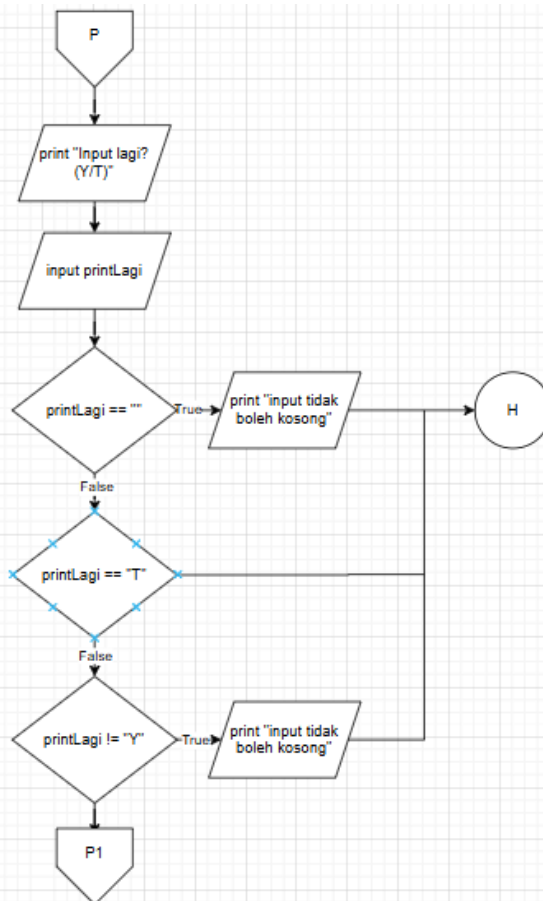 P
print "Input lagi?
(Y/T)"
input printLagi
printLagi == ""
True
print "input tidak
boleh kosong"
H
False
printLagi == "T"
False
printLagi != "Y"
True
print "input tidak
boleh kosong"
P1